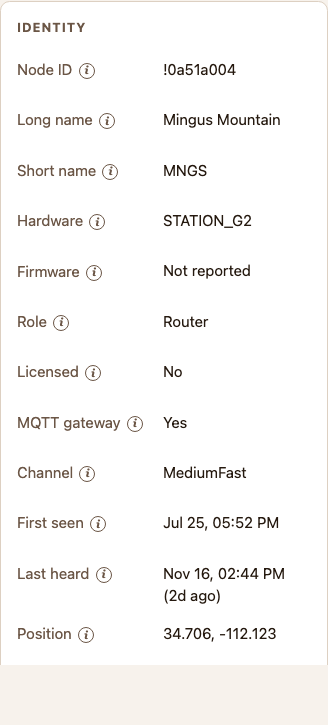 IDENTITY
Node ID i !0a51a004
Long name i Mingus Mountain
Short name i MNGS
Hardware i STATION_G2
Firmware i Not reported
Role i Router
Licensed i No
MQTT gateway i Yes
Channel i MediumFast
First seen i Jul 25, 05:52 PM
Last heard i Nov 16, 02:44 PM
(2d ago)
Position i 34.706, -112.123